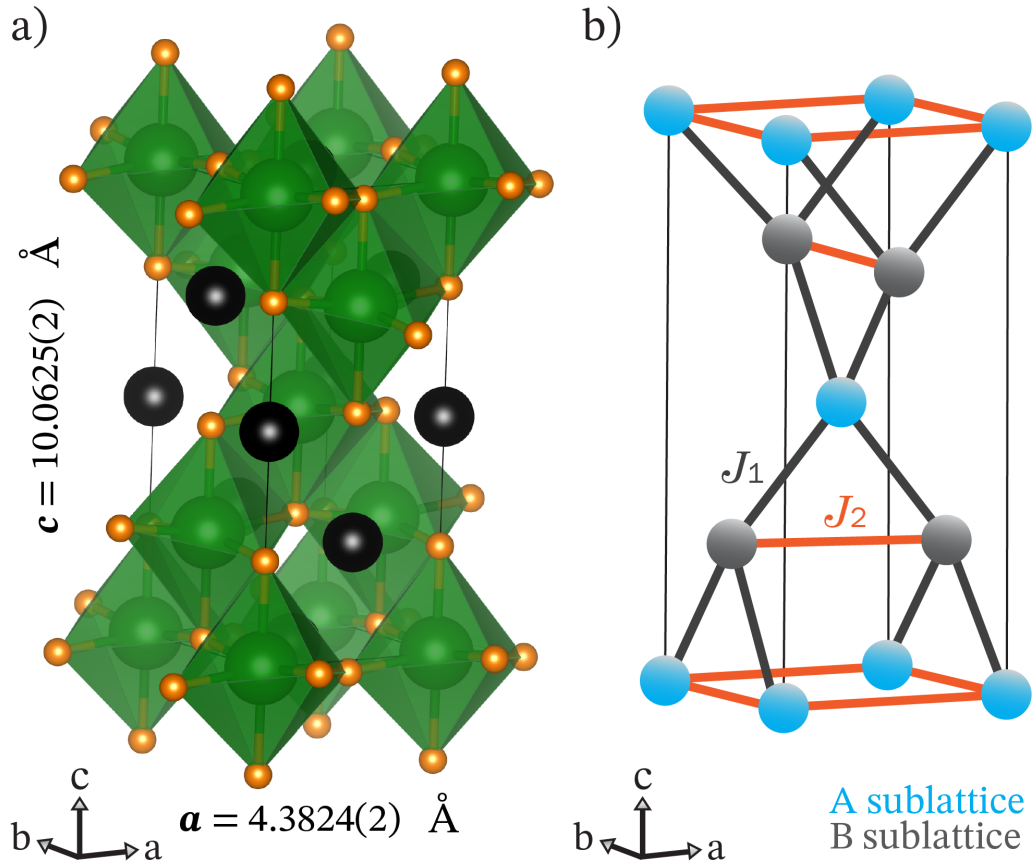 a)
c = 10.0625(2) Å
c
b
a
a = 4.3824(2) Å
b)
J1
J2
c
b
a
A sublattice
B sublattice